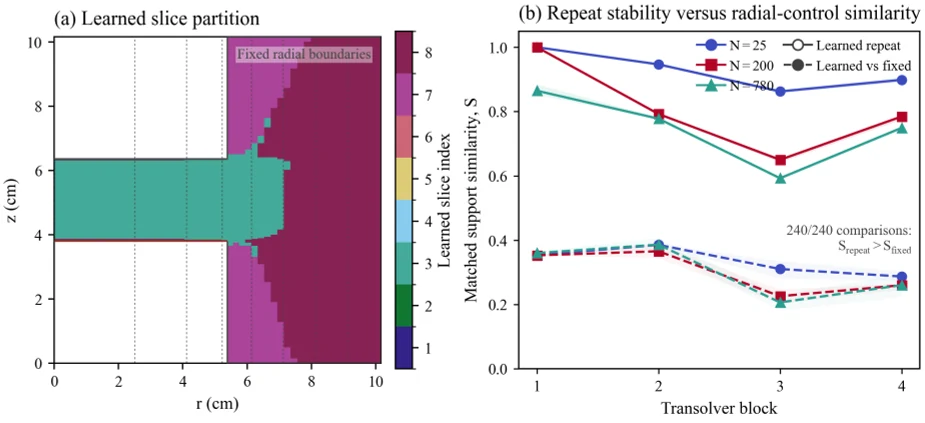 (a) Learned slice partition
10
8
6
4
2
0
z (cm)
0 2 4 6 8 10
r (cm)
Fixed radial boundaries
8
7
6
5
4
3
2
1
Learned slice index
(b) Repeat stability versus radial-control similarity
1.0
0.8
0.6
0.4
0.2
0.0
Matched support similarity, S
N = 25
N = 200
N = 780
Learned repeat
Learned vs fixed
240/240 comparisons:
Srepeat > Sfixed
1 2 3 4
Transolver block